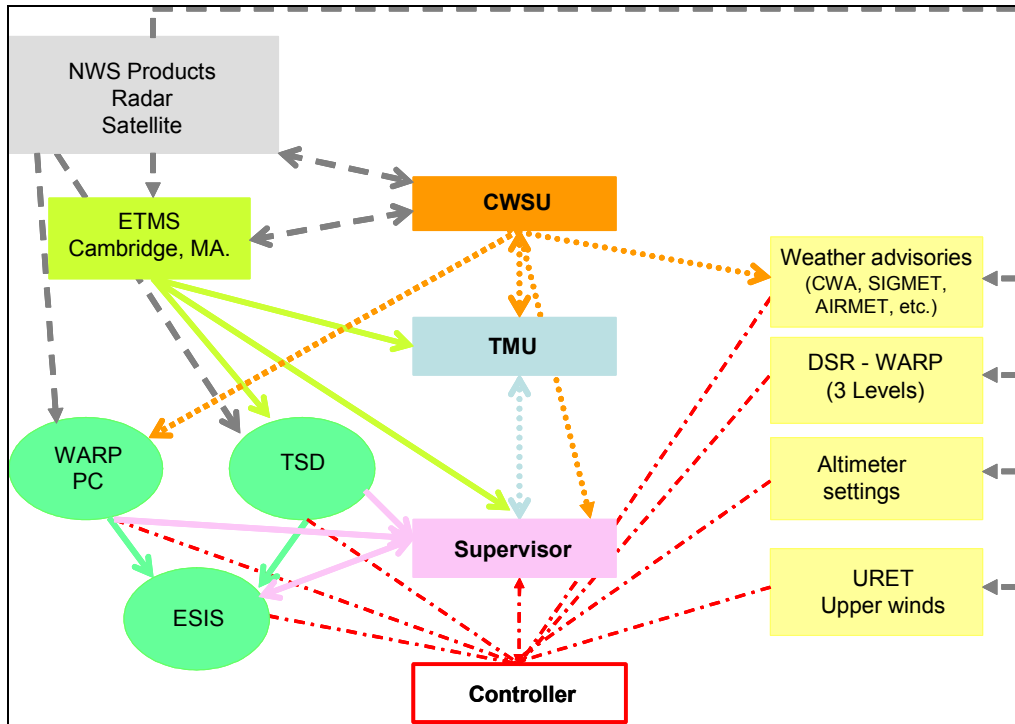 NWS Products
Radar
Satellite
CWSU
ETMS
Cambridge, MA.
Weather advisories
(CWA, SIGMET,
AIRMET, etc.)
TMU
DSR - WARP
(3 Levels)
WARP
PC
TSD
Altimeter
settings
Supervisor
URET
Upper winds
ESIS
Controller